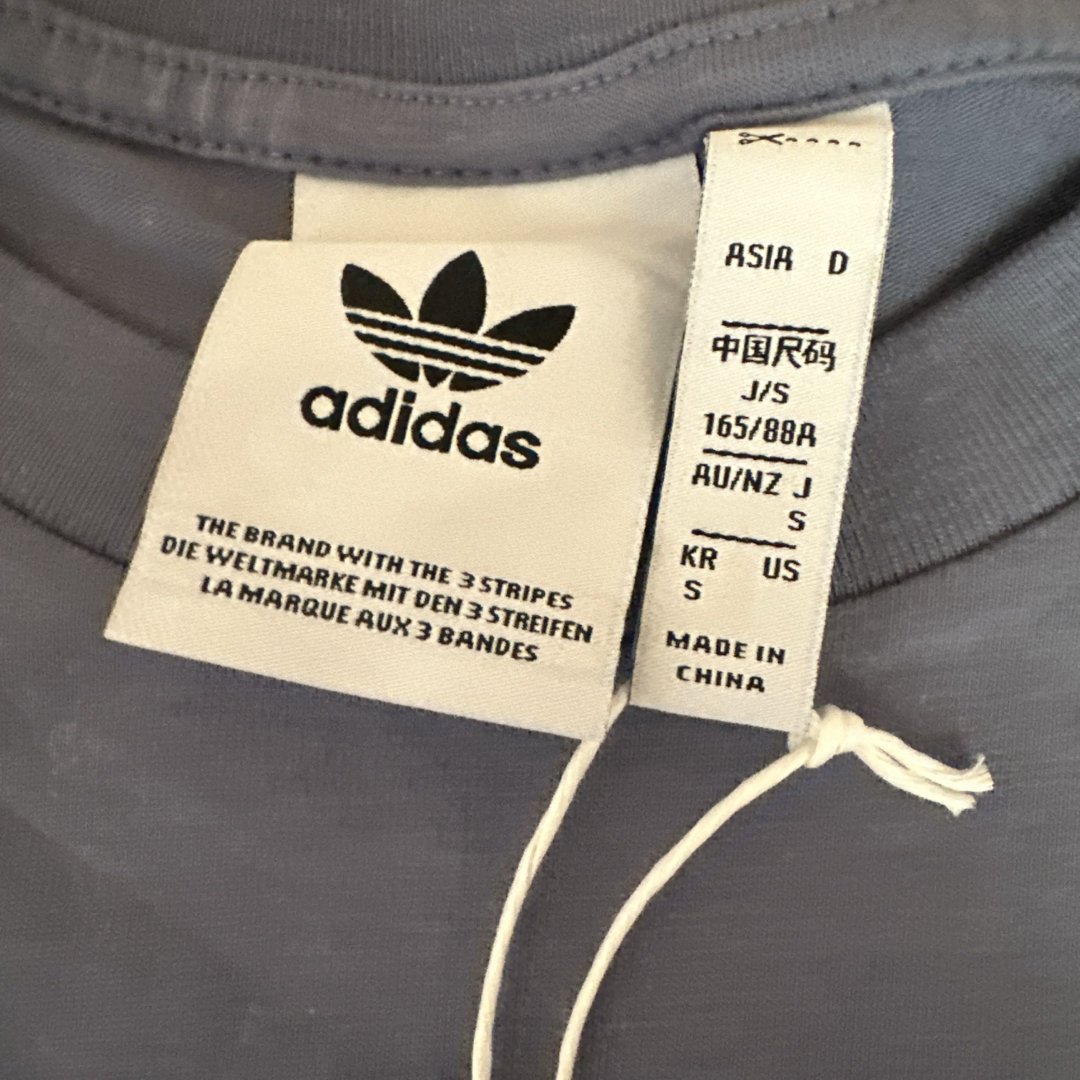 adidas
THE BRAND WITH THE 3 STRIPES
DIE WELTMARKE MIT DEN 3 STREIFEN
LA MARQUE AUX 3 BANDES
ASIA D
中国尺码
J/S
165/88A
AU/NZ J
S
KR US
S
MADE IN
CHINA